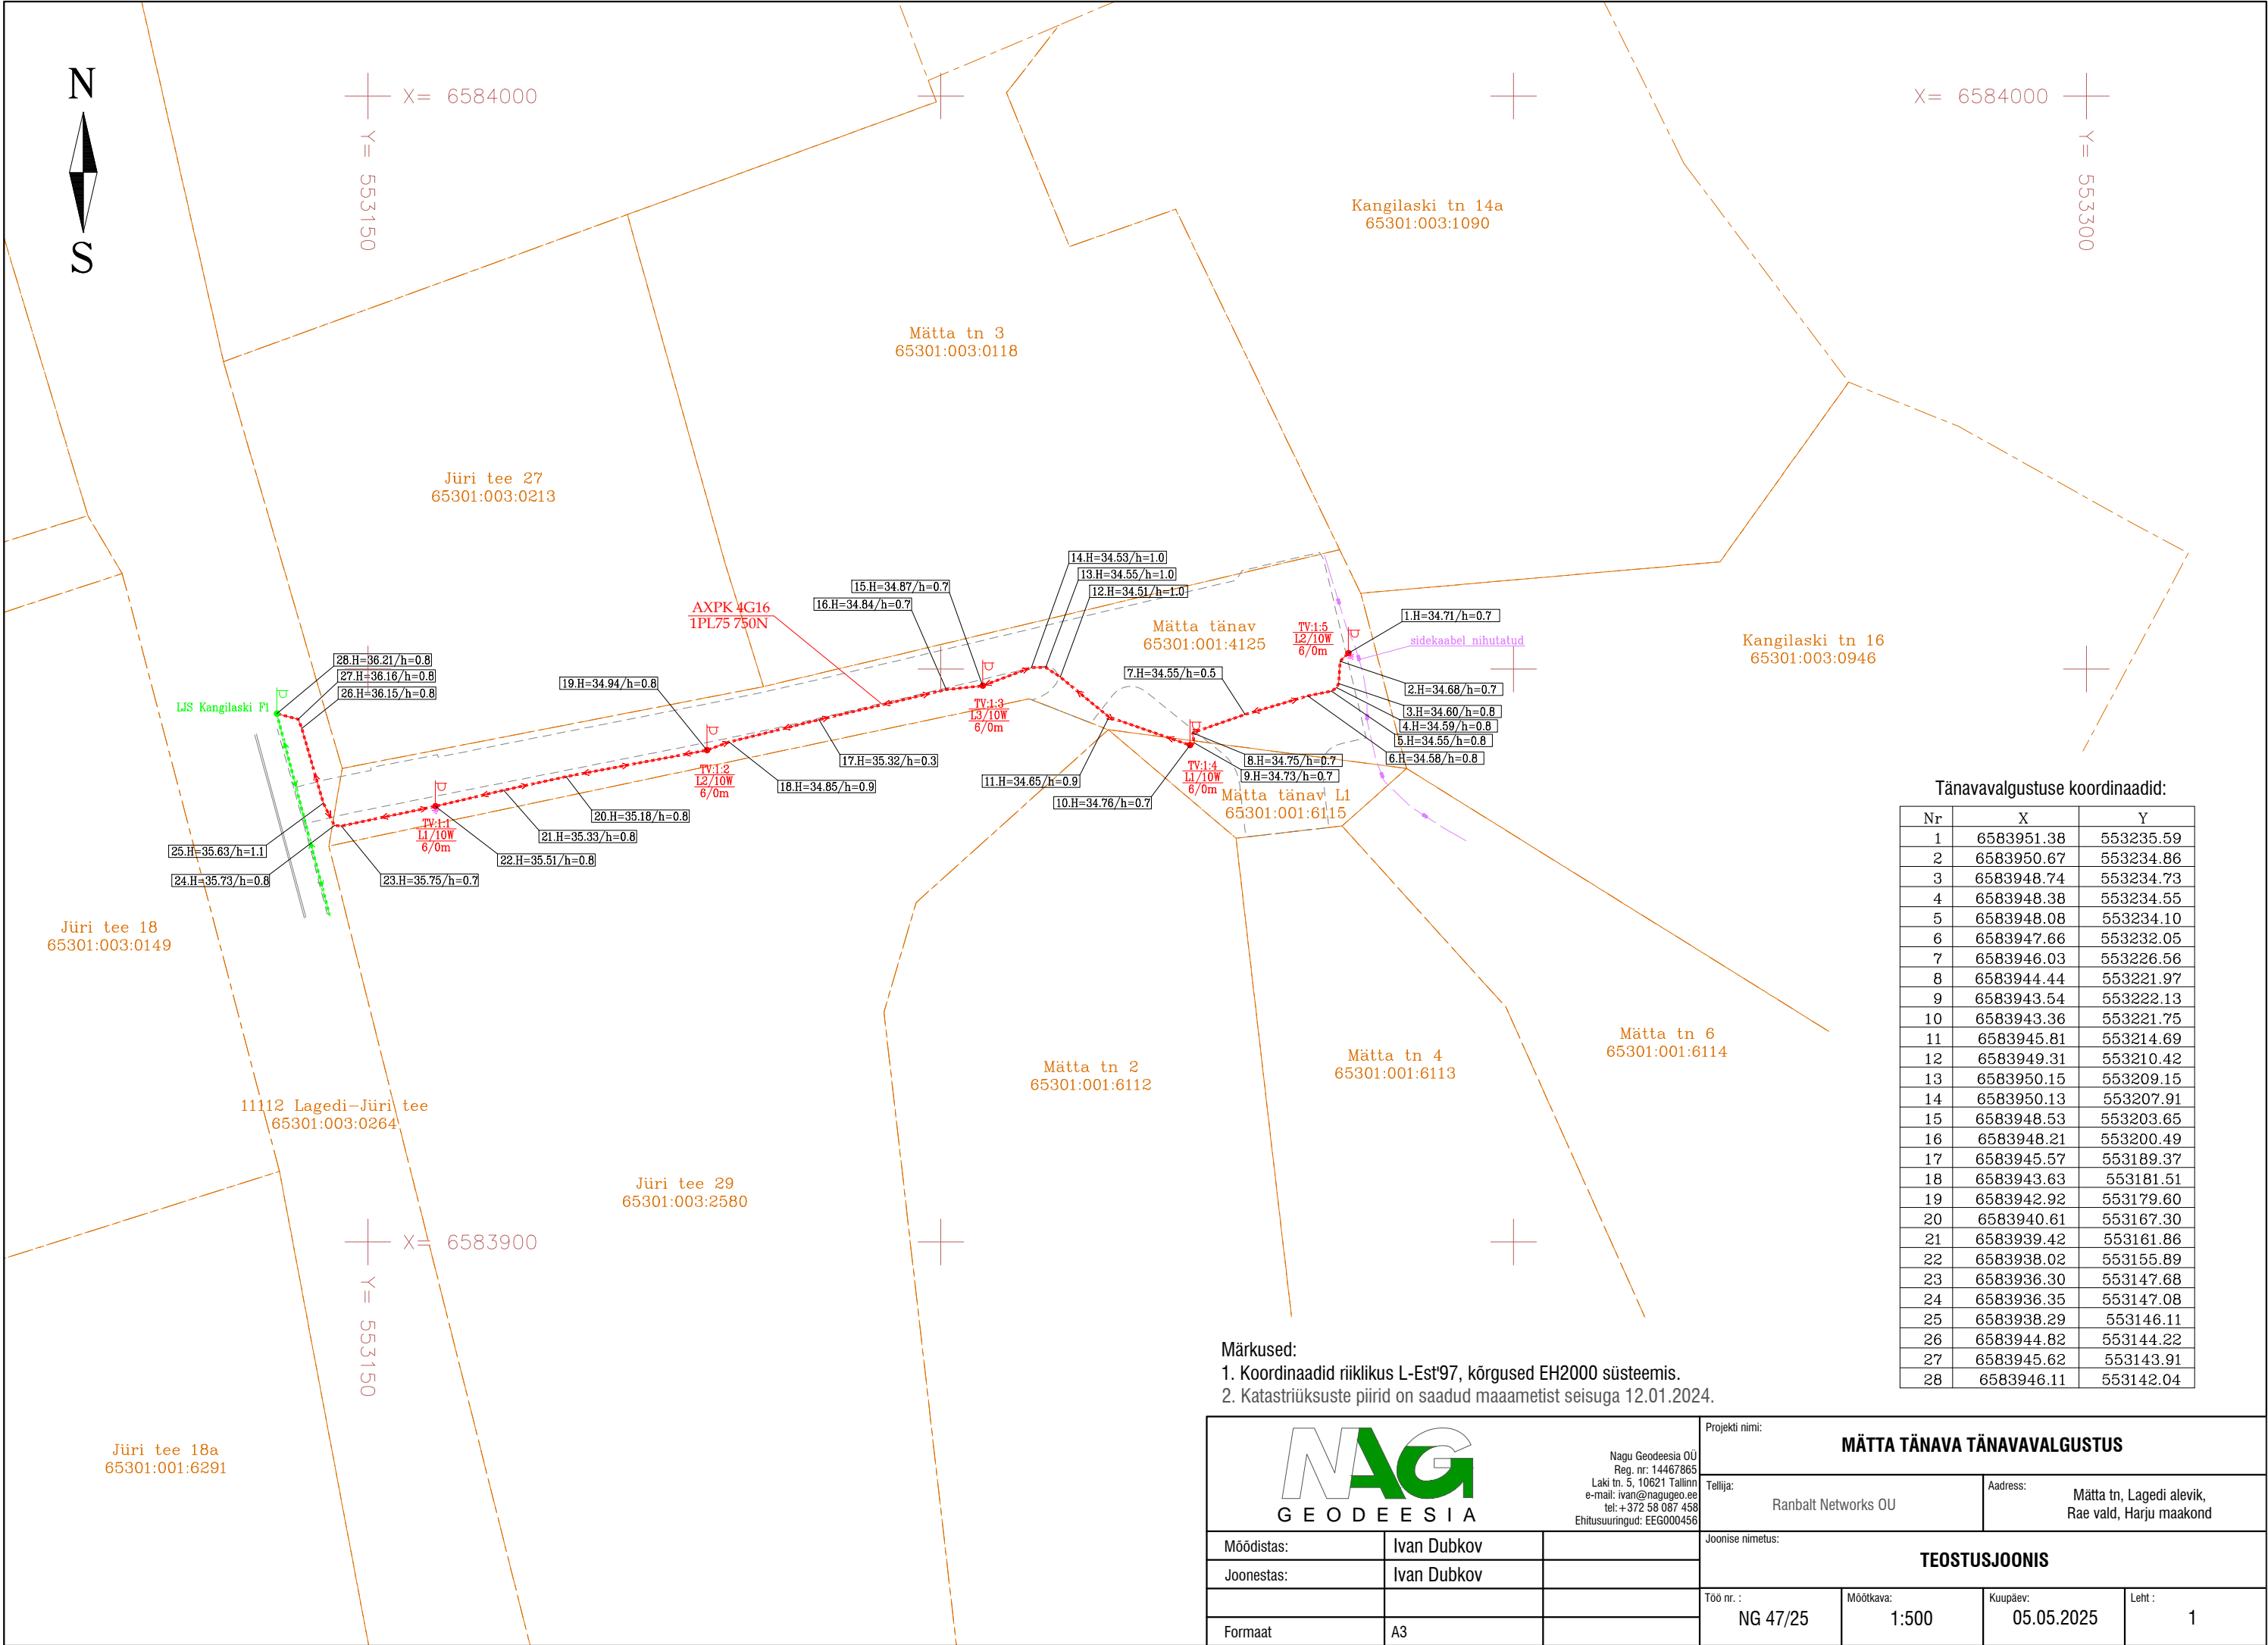 N
S
X= 6584000
Y= 553150
X= 6584000
Y= 553300
Kangilaski tn 14a
65301:003:1090
Mätta tn 3
65301:003:0118
Jüri tee 27
65301:003:0213
14.H=34.53/h=1.0
13.H=34.55/h=1.0
12.H=34.51/h=1.0
15.H=34.87/h=0.7
16.H=34.84/h=0.7
AXPK 4G16
1PL75 750N
Mätta tänav
65301:001:4125
TV:1:5
L2/10W
6/0m
1.H=34.71/h=0.7
sidekaabel nihutatud
Kangilaski tn 16
65301:003:0946
28.H=36.21/h=0.8
27.H=36.16/h=0.8
26.H=36.15/h=0.8
19.H=34.94/h=0.8
7.H=34.55/h=0.5
2.H=34.68/h=0.7
3.H=34.60/h=0.8
4.H=34.59/h=0.8
5.H=34.55/h=0.8
6.H=34.58/h=0.8
LJS Kangilaski F1
TV:1:3
L3/10W
6/0m
17.H=35.32/h=0.3
TV:1:2
L2/10W
6/0m
18.H=34.85/h=0.9
8.H=34.75/h=0.7
9.H=34.73/h=0.7
TV:1:4
L1/10W
6/0m
11.H=34.65/h=0.9
10.H=34.76/h=0.7
Mätta tänav L1
65301:001:6115
TV:1:1
L1/10W
6/0m
20.H=35.18/h=0.8
21.H=35.33/h=0.8
22.H=35.51/h=0.8
25.H=35.63/h=1.1
24.H=35.73/h=0.8
23.H=35.75/h=0.7
Jüri tee 18
65301:003:0149
Mätta tn 6
65301:001:6114
Mätta tn 4
65301:001:6113
Mätta tn 2
65301:001:6112
11112 Lagedi-Jüri tee
65301:003:0264
Jüri tee 29
65301:003:2580
X= 6583900
Y= 553150
Jüri tee 18a
65301:001:6291
Tänavavalgustuse koordinaadid:
Nr X Y
1 6583951.38 553235.59
2 6583950.67 553234.86
3 6583948.74 553234.73
4 6583948.38 553234.55
5 6583948.08 553234.10
6 6583947.66 553232.05
7 6583946.03 553226.56
8 6583944.44 553221.97
9 6583943.54 553222.13
10 6583943.36 553221.75
11 6583945.81 553214.69
12 6583949.31 553210.42
13 6583950.15 553209.15
14 6583950.13 553207.91
15 6583948.53 553203.65
16 6583948.21 553200.49
17 6583945.57 553189.37
18 6583943.63 553181.51
19 6583942.92 553179.60
20 6583940.61 553167.30
21 6583939.42 553161.86
22 6583938.02 553155.89
23 6583936.30 553147.68
24 6583936.35 553147.08
25 6583938.29 553146.11
26 6583944.82 553144.22
27 6583945.62 553143.91
28 6583946.11 553142.04
Märkused:
1. Koordinaadid riiklikus L-Est'97, kõrgused EH2000 süsteemis.
2. Katastriüksuste piirid on saadud maaametist seisuga 12.01.2024.
NAG
GEODEESIA
Nagu Geodeesia OÜ
Reg. nr: 14467865
Laki tn. 5, 10621 Tallinn
e-mail: ivan@nagugeo.ee
tel:+372 58 087 458
Ehitusuuringud: EEG000456
Projekti nimi:
MÄTTA TÄNAVA TÄNAVAVALGUSTUS
Tellija:
Ranbalt Networks OU
Aadress:
Mätta tn, Lagedi alevik,
Rae vald, Harju maakond
Mõõdistas: Ivan Dubkov
Joonestas: Ivan Dubkov
Formaat A3
Joonise nimetus:
TEOSTUSJOONIS
Töö nr. :
NG 47/25
Mõõtkava:
1:500
Kuupäev:
05.05.2025
Leht :
1